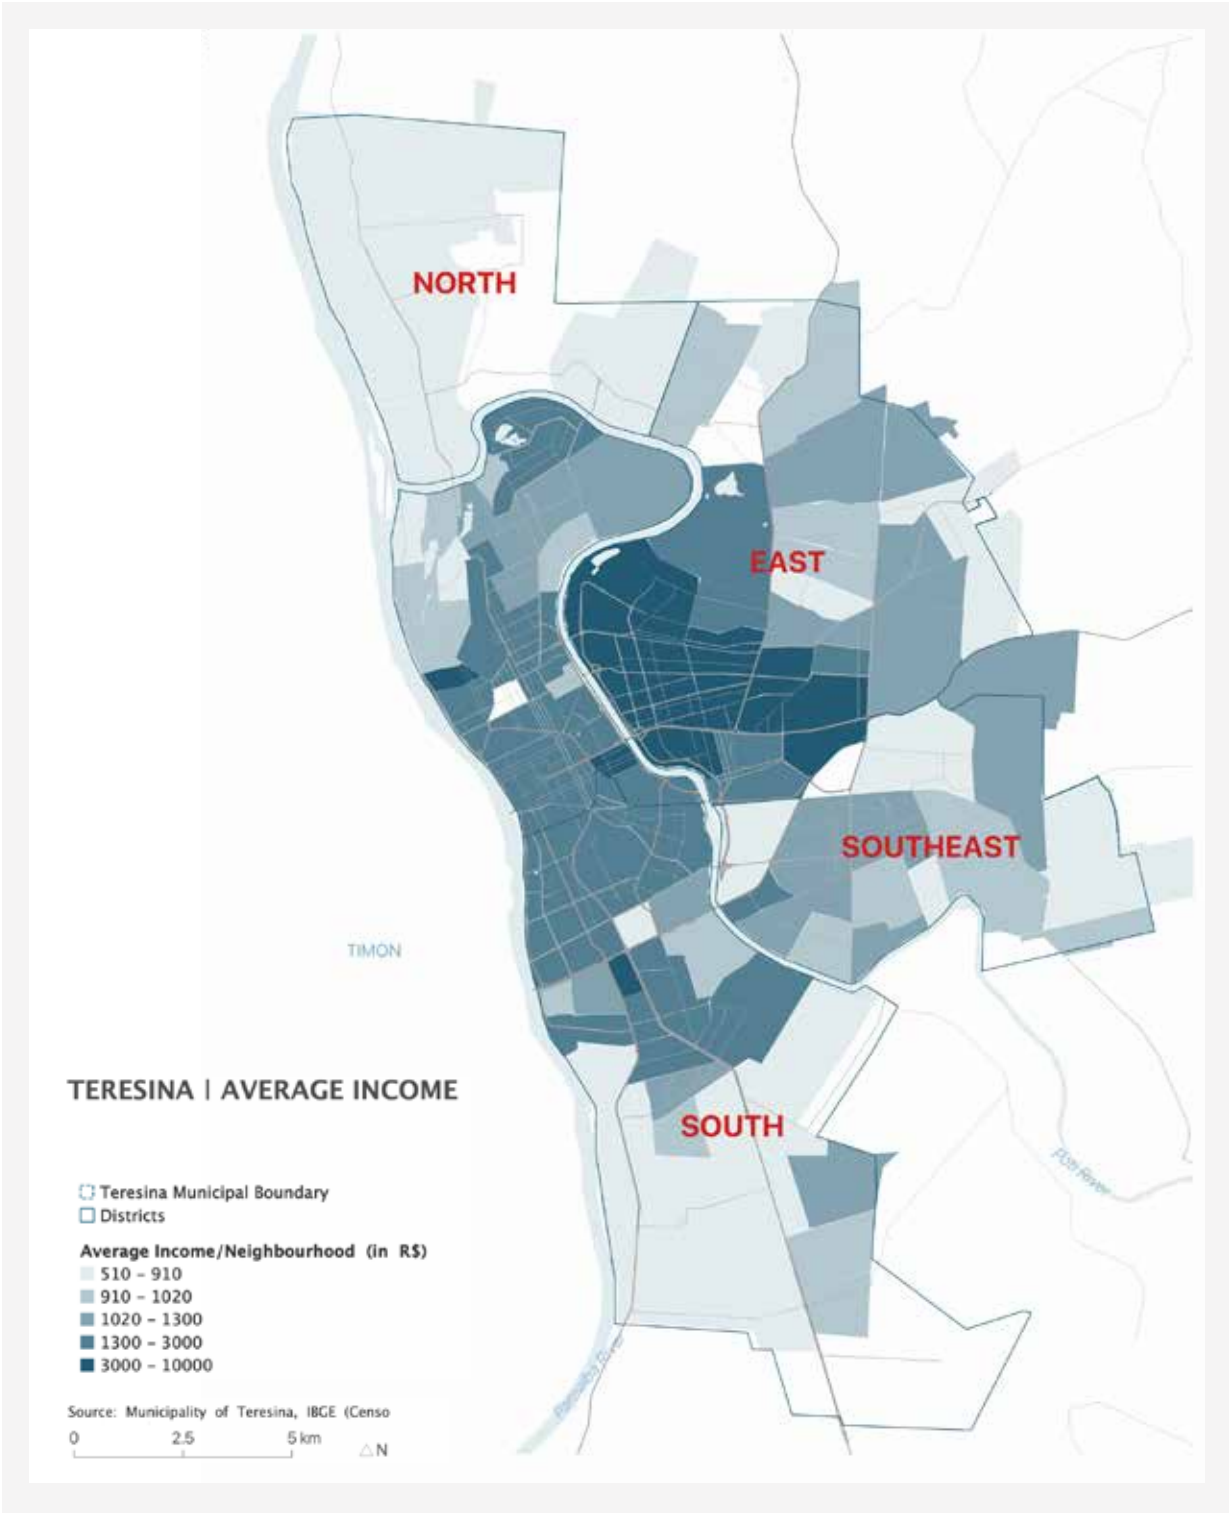 NORTH
EAST
SOUTHEAST
TIMON
TERESINA | AVERAGE INCOME
SOUTH
Poti River
Teresina Municipal Boundary
Districts
Average Income/Neighbourhood (in R$)
510 – 910
910 – 1020
1020 – 1300
1300 – 3000
3000 – 10000
Parnaíba River
Source: Municipality of Teresina, IBGE (Censo
0 2.5 5 km
N